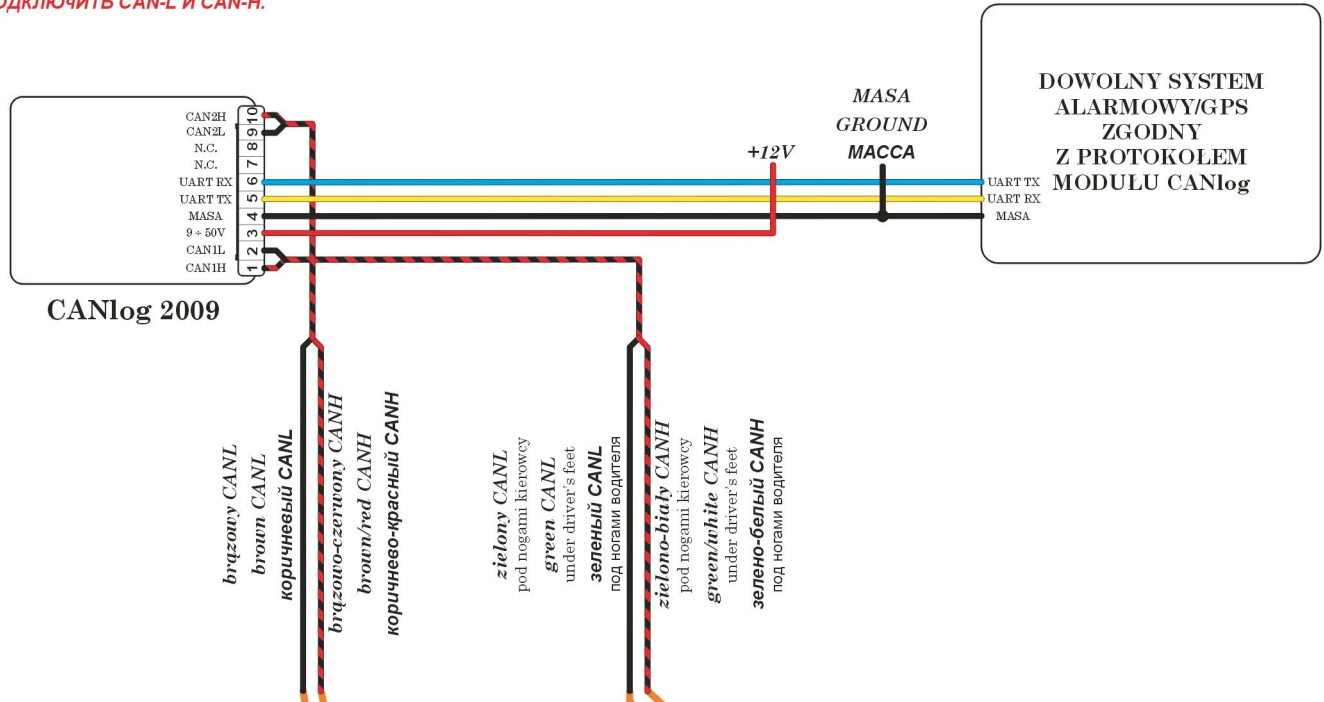 ПОДКЛЮЧИТЬ CAN-L И CAN-H.
CAN2H
CAN2L
N.C.
N.C.
UART RX
UART TX
MASA
9 ÷ 50V
CAN1L
CAN1H
10
9
8
7
6
5
4
3
2
1
CANlog 2009
+12V
MASA
GROUND
МАССА
UART TX
UART RX
MASA
DOWOLNY SYSTEM
ALARMOWY/GPS
ZGODNY
Z PROTOKOŁEM
MODUŁU CANlog
brązowy CANL
brown CANL
коричневый CANL
brązowo-czerwony CANH
brown/red CANH
коричнево-красный CANH
zielony CANL
pod nogami kierowcy
green CANL
under driver's feet
зеленый CANL
под ногами водителя
zielono-biały CANH
pod nogami kierowcy
green/white CANH
under driver's feet
зелено-белый CANH
под ногами водителя